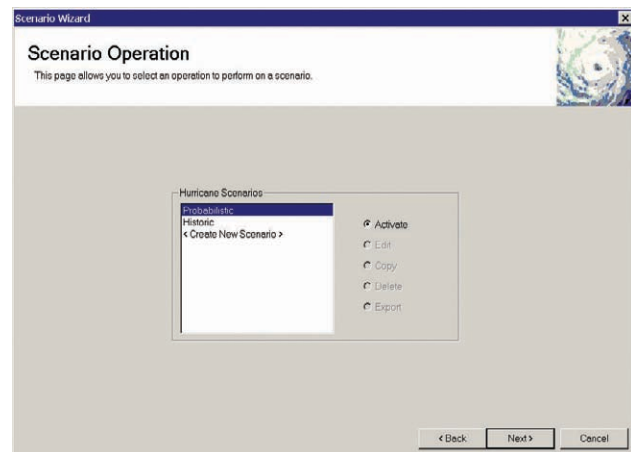 Scenario Wizard
Scenario Operation
This page allows you to select an operation to perform on a scenario.
Hurricane Scenarios
Probabilistic
Historic
< Create New Scenario >
Activate
Edit
Copy
Delete
Export
< Back
Next >
Cancel